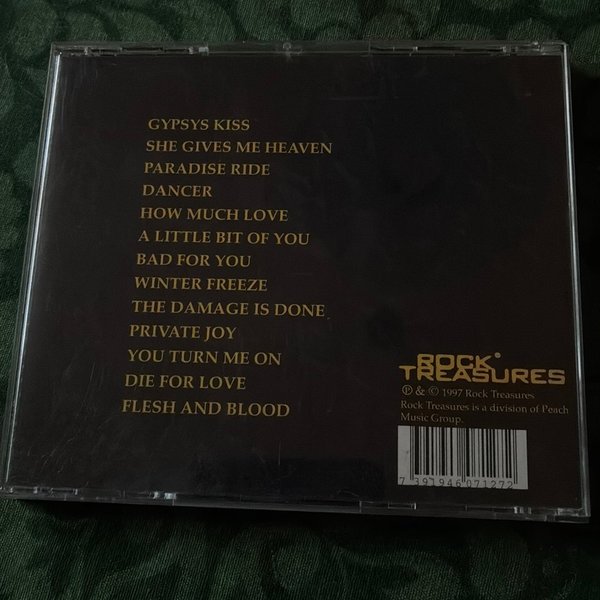 GYPSYS KISS
SHE GIVES ME HEAVEN
PARADISE RIDE
DANCER
HOW MUCH LOVE
A LITTLE BIT OF YOU
BAD FOR YOU
WINTER FREEZE
THE DAMAGE IS DONE
PRIVATE JOY
YOU TURN ME ON
DIE FOR LOVE
FLESH AND BLOOD
ROCK
TREASURES
℗ & © 1997 Rock Treasures
Rock Treasures is a division of Peach
Music Group.
7 391946 071272